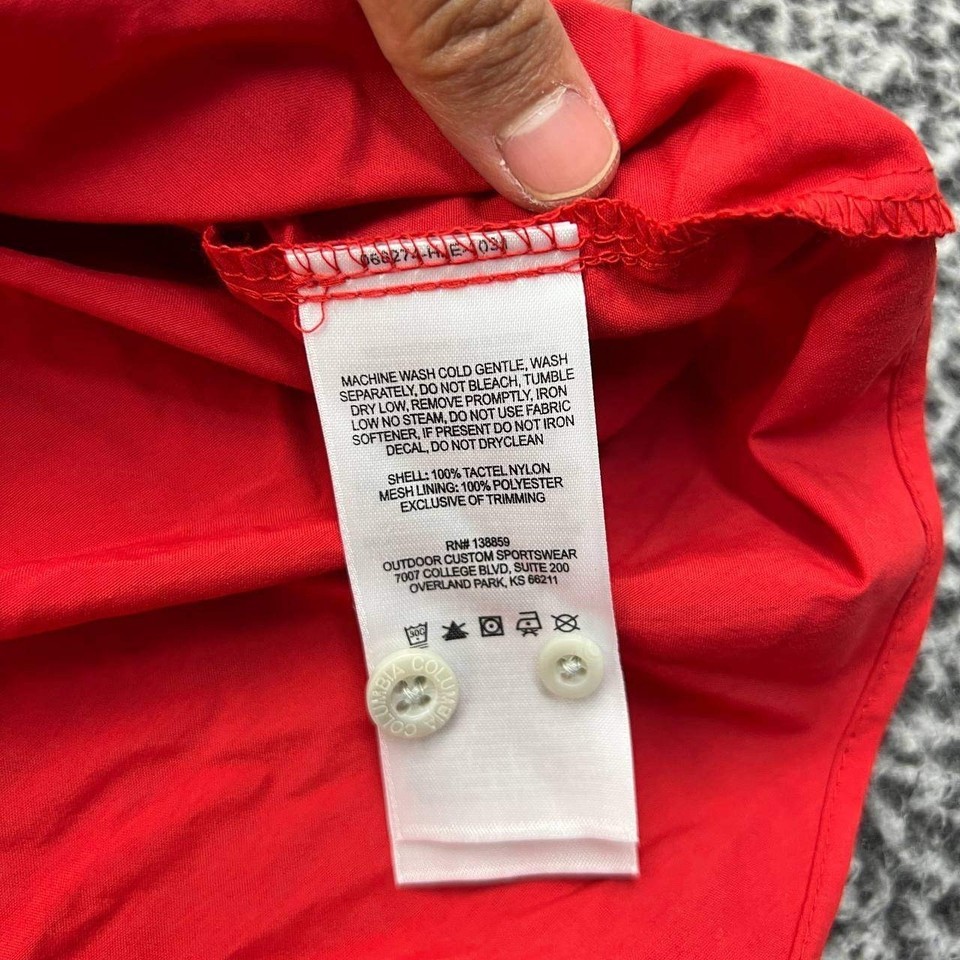 MACHINE WASH COLD GENTLE, WASH
SEPARATELY, DO NOT BLEACH, TUMBLE
DRY LOW, REMOVE PROMPTLY, IRON
LOW NO STEAM, DO NOT USE FABRIC
SOFTENER, IF PRESENT DO NOT IRON
DECAL, DO NOT DRYCLEAN
SHELL: 100% TACTEL NYLON
MESH LINING: 100% POLYESTER
EXCLUSIVE OF TRIMMING
RN# 138859
OUTDOOR CUSTOM SPORTSWEAR
7007 COLLEGE BLVD, SUITE 200
OVERLAND PARK, KS 66211
COLUMBIA COLUMBIA